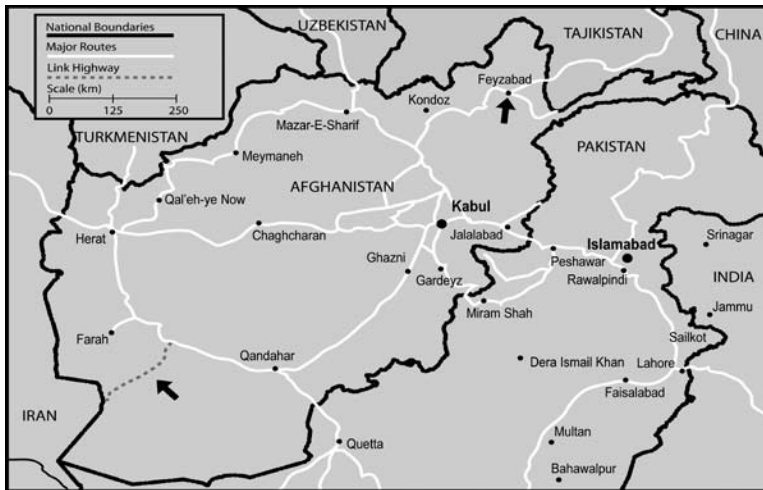 National Boundaries
Major Routes
Link Highway
Scale (km)
0 125 250
UZBEKISTAN
TAJIKISTAN
CHINA
Feyzabad
Kondoz
Mazar-E-Sharif
TURKMENISTAN
PAKISTAN
Meymaneh
AFGHANISTAN
Qal'eh-ye Now
Kabul
Chaghcharan
Jalalabad
Herat
Srinagar
Islamabad
Peshawar
Ghazni
Gardeyz
Rawalpindi
INDIA
Miram Shah
Jammu
Farah
Sailkot
Qandahar
Dera Ismail Khan
Lahore
Faisalabad
IRAN
Multan
Quetta
Bahawalpur